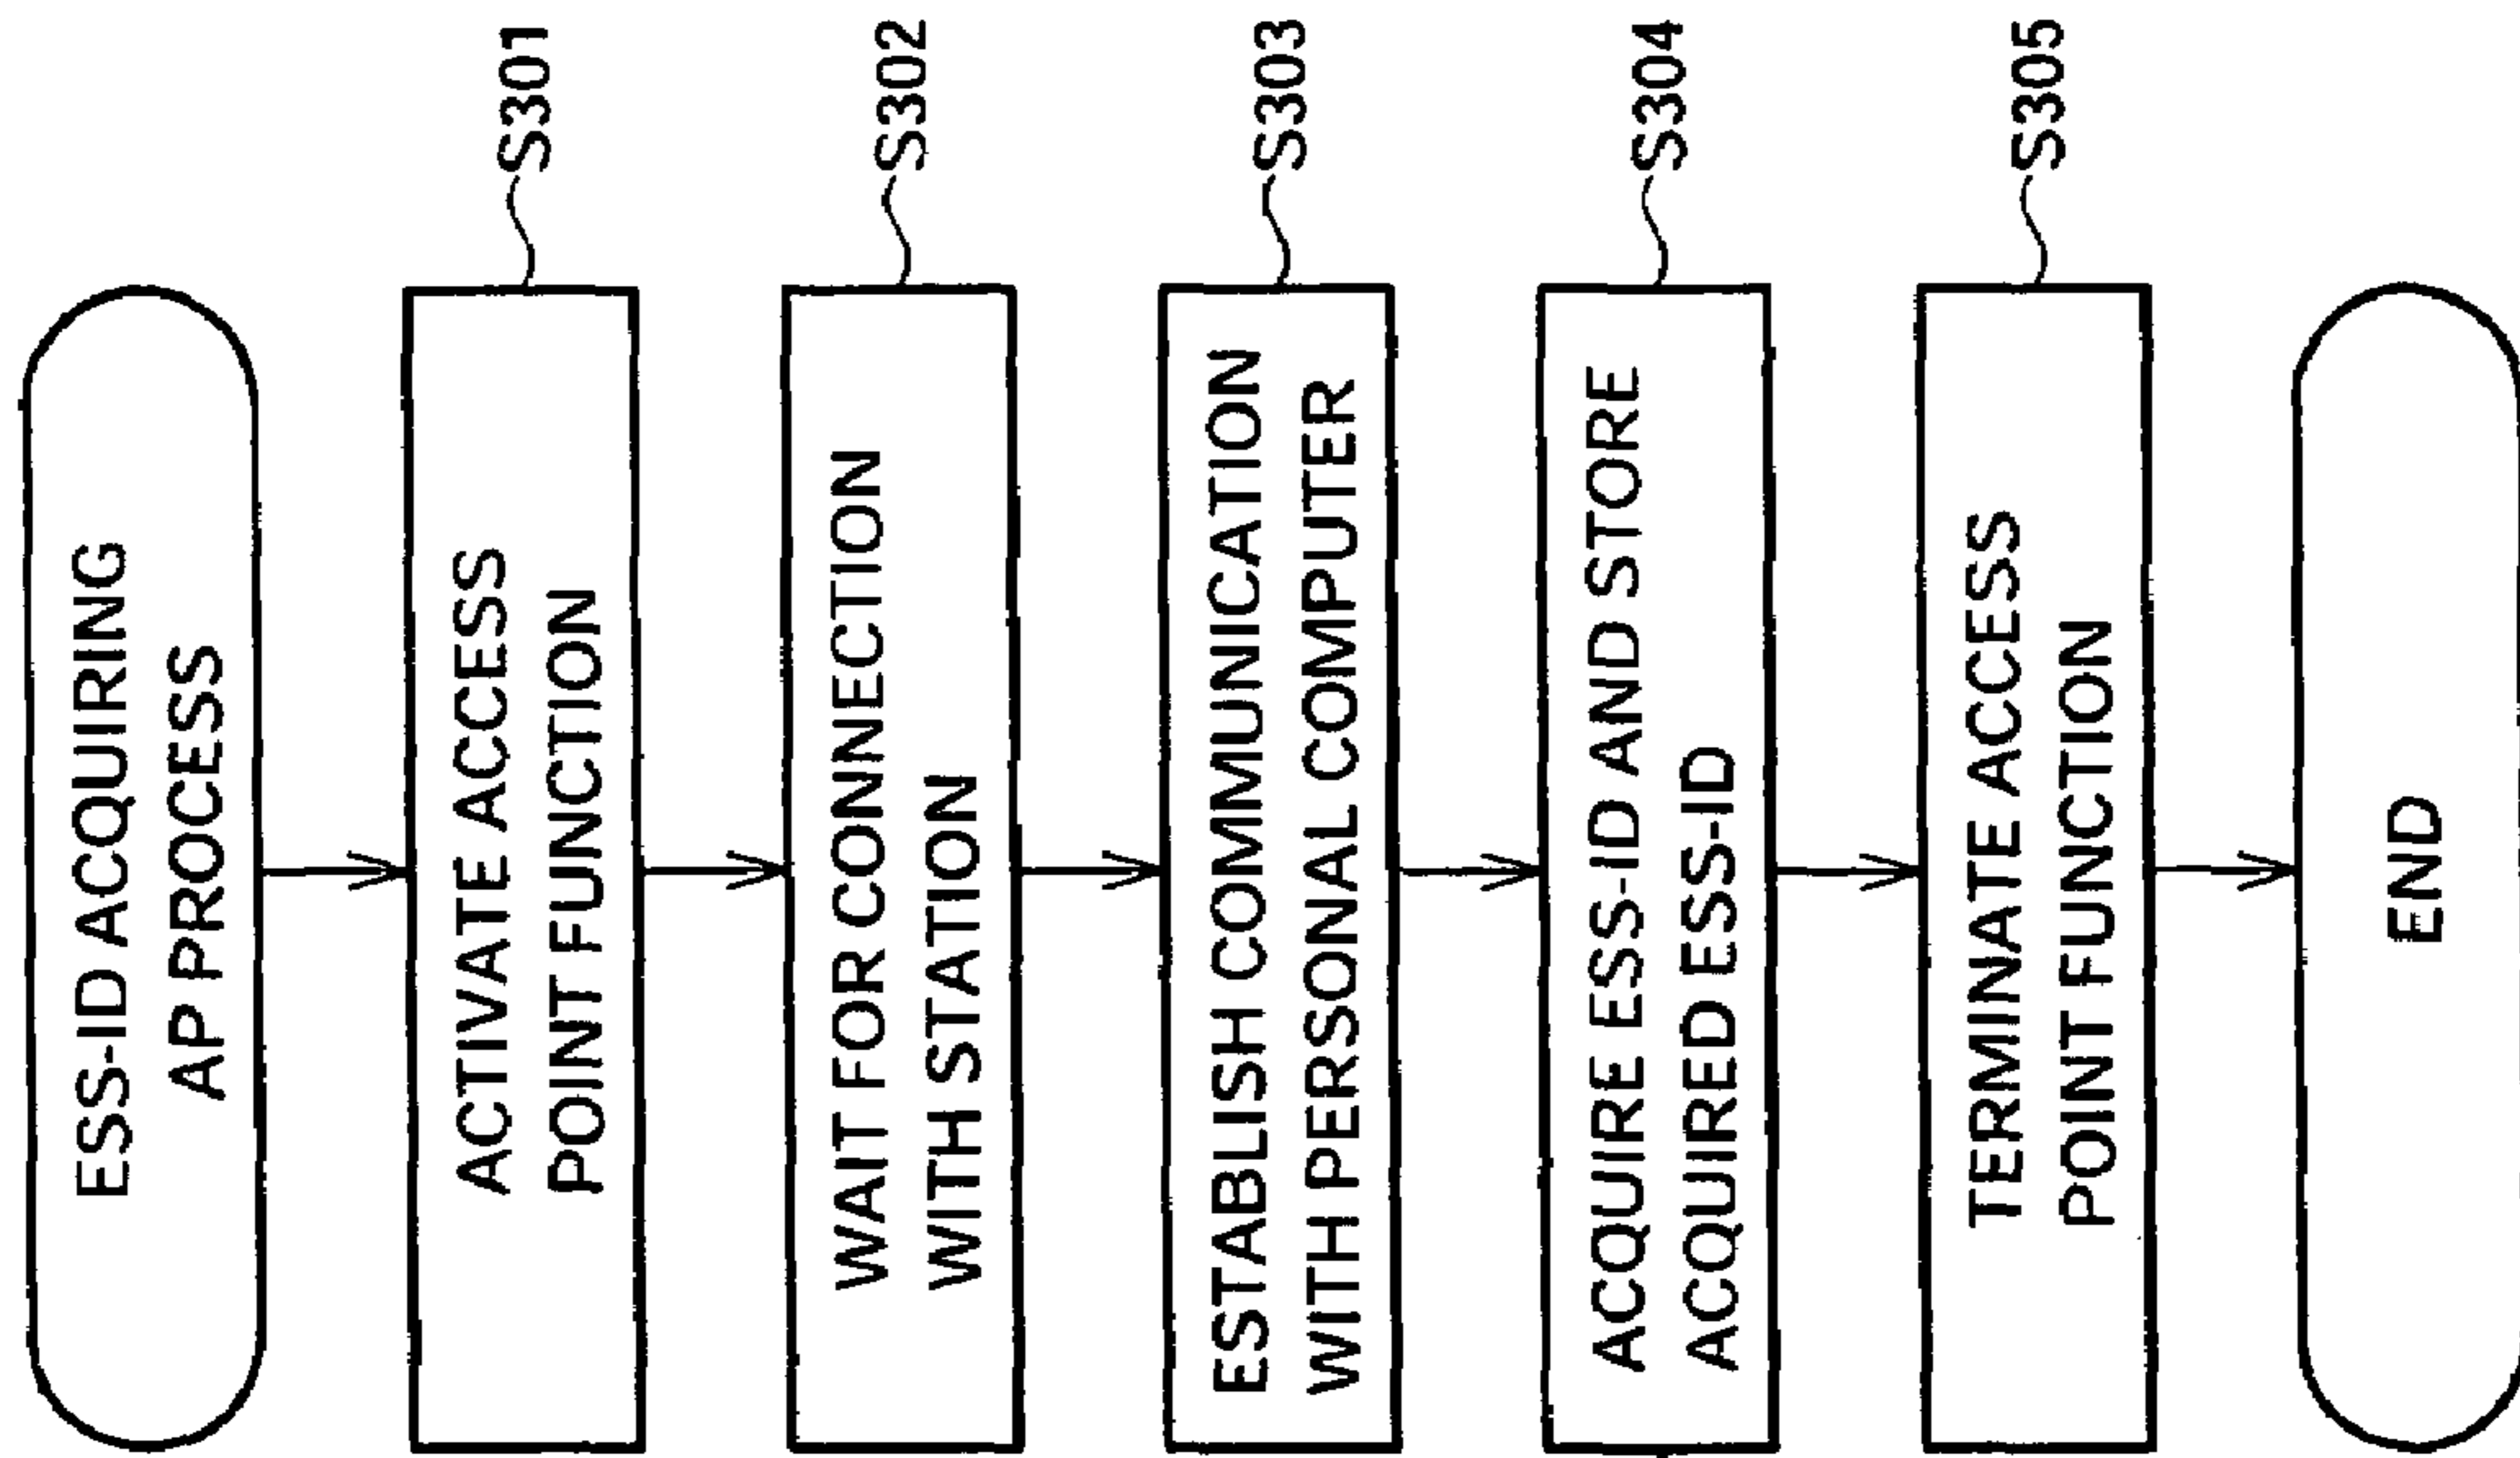 ESS-ID ACQUIRING
AP PROCESS
ACTIVATE ACCESS
POINT FUNCTION
S301
WAIT FOR CONNECTION
WITH STATION
S302
ESTABLISH COMMUNICATION
WITH PERSONAL COMPUTER
S303
ACQUIRE ESS-ID AND STORE
ACQUIRED ESS-ID
S304
TERMINATE ACCESS
POINT FUNCTION
S305
END